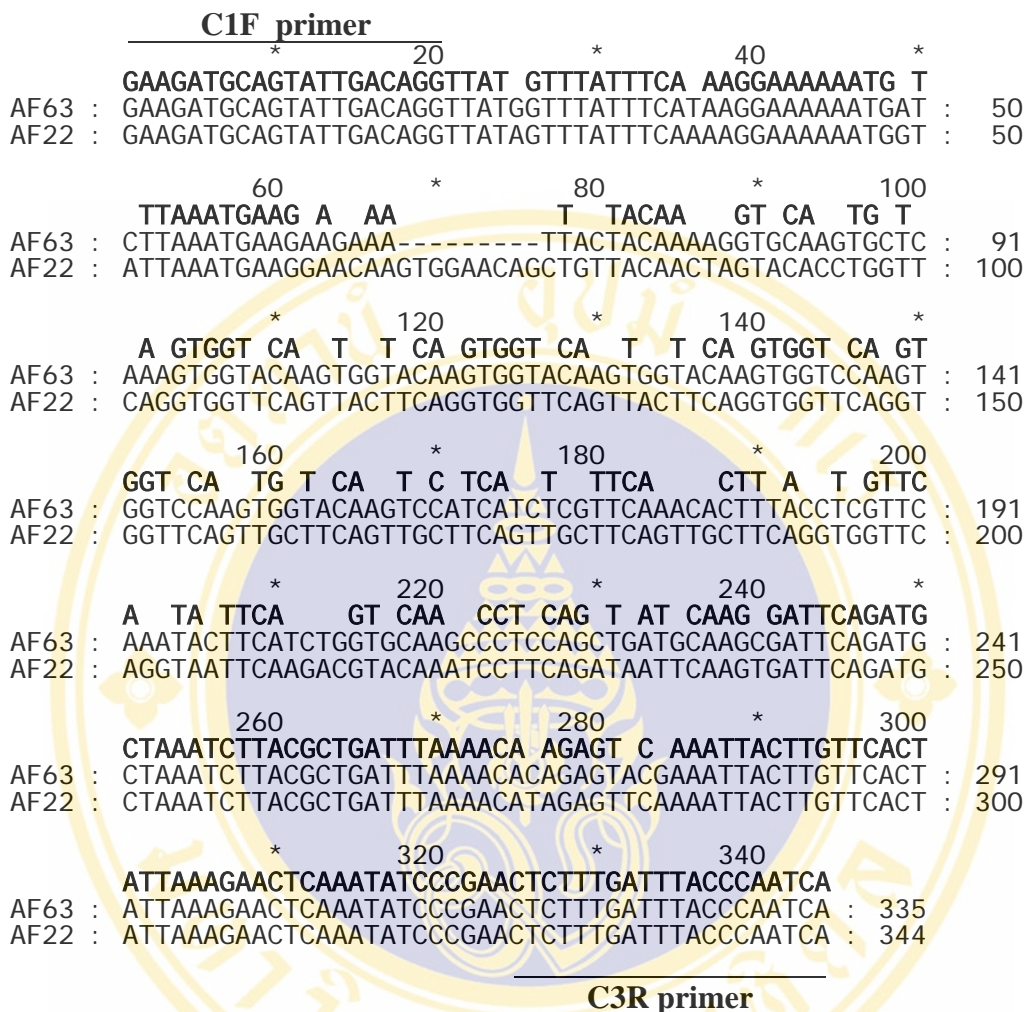 C1F primer
* 20 * 40 *
GAAGATGCAGTATTGACAGGTTAT GTTTATTTCA AAGGAAAAAATG T
AF63 : GAAGATGCAGTATTGACAGGTTATGGTTTATTTCATAAGGAAAAAATGAT : 50
AF22 : GAAGATGCAGTATTGACAGGTTATAGTTTATTTCAAAAGGAAAAAATGGT : 50
60 * 80 * 100
TTAAATGAAG A AA T TACAA GT CA TG T
AF63 : CTTAAATGAAGAAGAAA---------TTACTACAAAAGGTGCAAGTGCTC : 91
AF22 : ATTAAATGAAGGAACAAGTGGAACAGCTGTTACAACTAGTACACCTGGTT : 100
* 120 * 140 *
A GTGGT CA T T CA GTGGT CA T T CA GTGGT CA GT
AF63 : AAAGTGGTACAAGTGGTACAAGTGGTACAAGTGGTACAAGTGGTCCAAGT : 141
AF22 : CAGGTGGTTCAGTTACTTCAGGTGGTTCAGTTACTTCAGGTGGTTCAGGT : 150
160 * 180 * 200
GGT CA TG T CA T C TCA T TTCA CTT A T GTTC
AF63 : GGTCCAAGTGGTACAAGTCCATCATCTCGTTCAAACACTTTACCTCGTTC : 191
AF22 : GGTTCAGTTGCTTCAGTTGCTTCAGTTGCTTCAGTTGCTTCAGGTGGTTC : 200
* 220 * 240 *
A TA TTCA GT CAA CCT CAG T AT CAAG GATTCAGATG
AF63 : AAATACTTCATCTGGTGCAAGCCCTCCAGCTGATGCAAGCGATTCAGATG : 241
AF22 : AGGTAATTCAAGACGTACAAATCCTTCAGATAATTCAAGTGATTCAGATG : 250
260 * 280 * 300
CTAAATCTTACGCTGATTTAAAACA AGAGT C AAATTACTTGTTCACT
AF63 : CTAAATCTTACGCTGATTTAAAACACAGAGTACGAAATTACTTGTTCACT : 291
AF22 : CTAAATCTTACGCTGATTTAAAACATAGAGTTCAAAATTACTTGTTCACT : 300
* 320 * 340
ATTAAAGAACTCAAATATCCCGAACTCTTTGATTTACCCAATCA
AF63 : ATTAAAGAACTCAAATATCCCGAACTCTTTGATTTACCCAATCA : 335
AF22 : ATTAAAGAACTCAAATATCCCGAACTCTTTGATTTACCCAATCA : 344
C3R primer